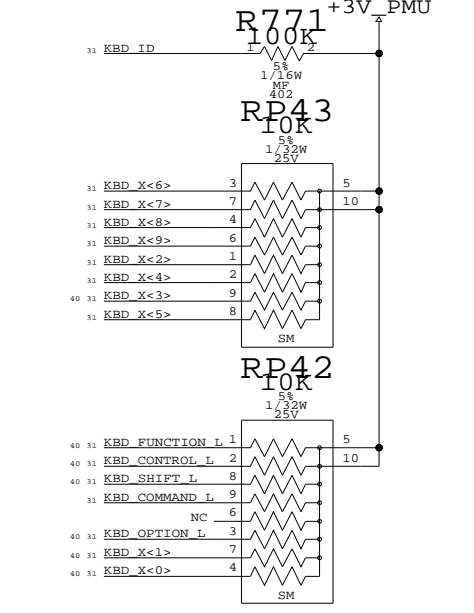 +3V_PMU
R771
100K
1 2
31 KBD_ID
5%
1/16W
MF
402
RP43
10K
5%
1/32W
25V
31 KBD_X<6> 3 5
31 KBD_X<7> 7 10
31 KBD_X<8> 4
31 KBD_X<9> 6
31 KBD_X<2> 1
31 KBD_X<4> 2
40 31 KBD_X<3> 9
31 KBD_X<5> 8
SM
RP42
10K
5%
1/32W
25V
40 31 KBD_FUNCTION_L 1 5
40 31 KBD_CONTROL_L 2 10
40 31 KBD_SHIFT_L 8
31 KBD_COMMAND_L 9
NC 6
40 31 KBD_OPTION_L 3
40 31 KBD_X<1> 7
40 31 KBD_X<0> 4
SM